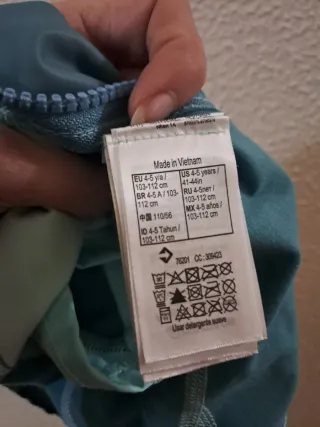 Made in Vietnam
EU 4-5 y/a /
103-112 cm
BR 4-5 A / 103-
112 cm
中国 110/56
ID 4-5 Tahun /
103-112 cm
US 4-5 years /
41-44in
RU 4-5лет /
103-112 cm
MX 4-5 años /
103-112 cm
76201 CC: 309423
Usar detergente suave